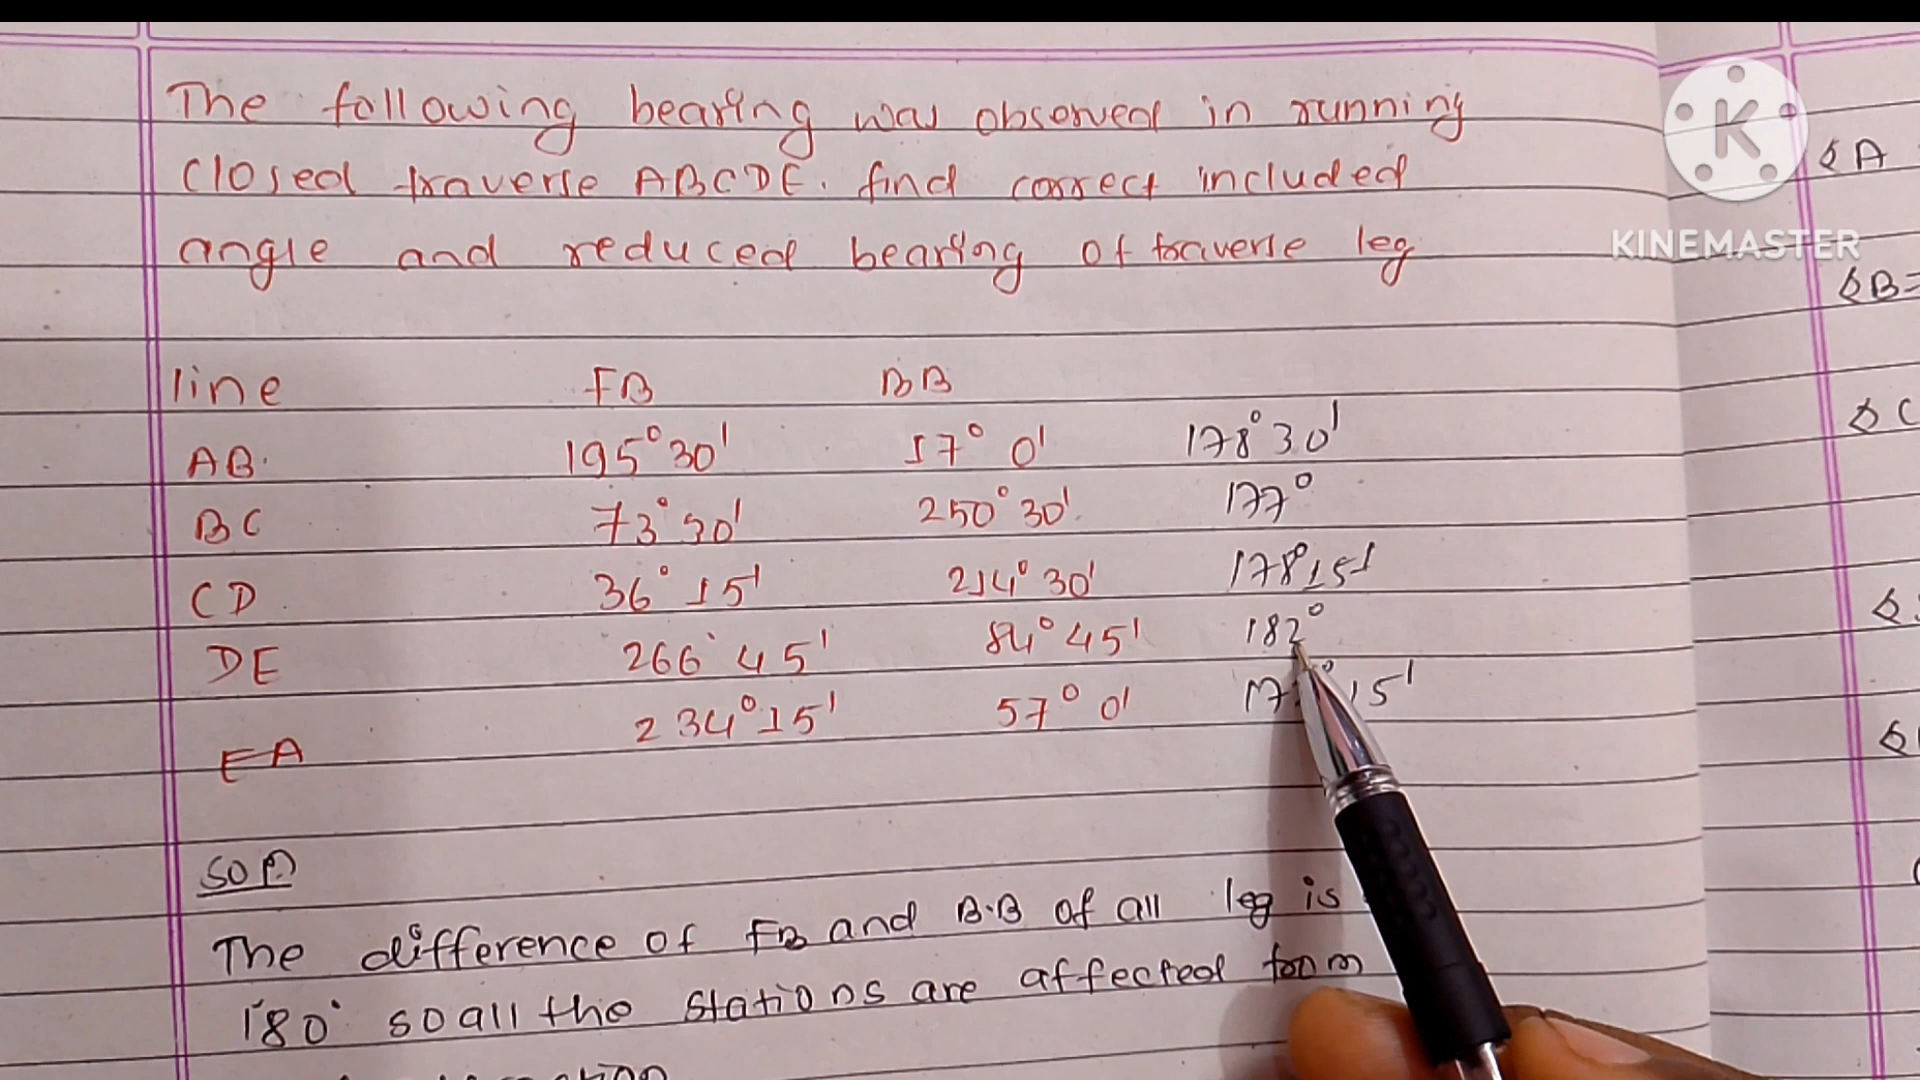 The following bearing was observed in running
closed traverse ABCDE. find correct included
angle and reduced bearing of traverse leg
line FB BB
AB. 195°30' 17° 0' 178°30'
BC 73°30' 250°30' 177°
CD 36°15' 214°30' 178°15'
DE 266°45' 84°45' 182°
EA 234°15' 57°0' 15'
Sol?
The difference of FB and B.B of all leg is
180° so all the stations are affected from
K
KINEMASTER
∠A
∠B=
∠C